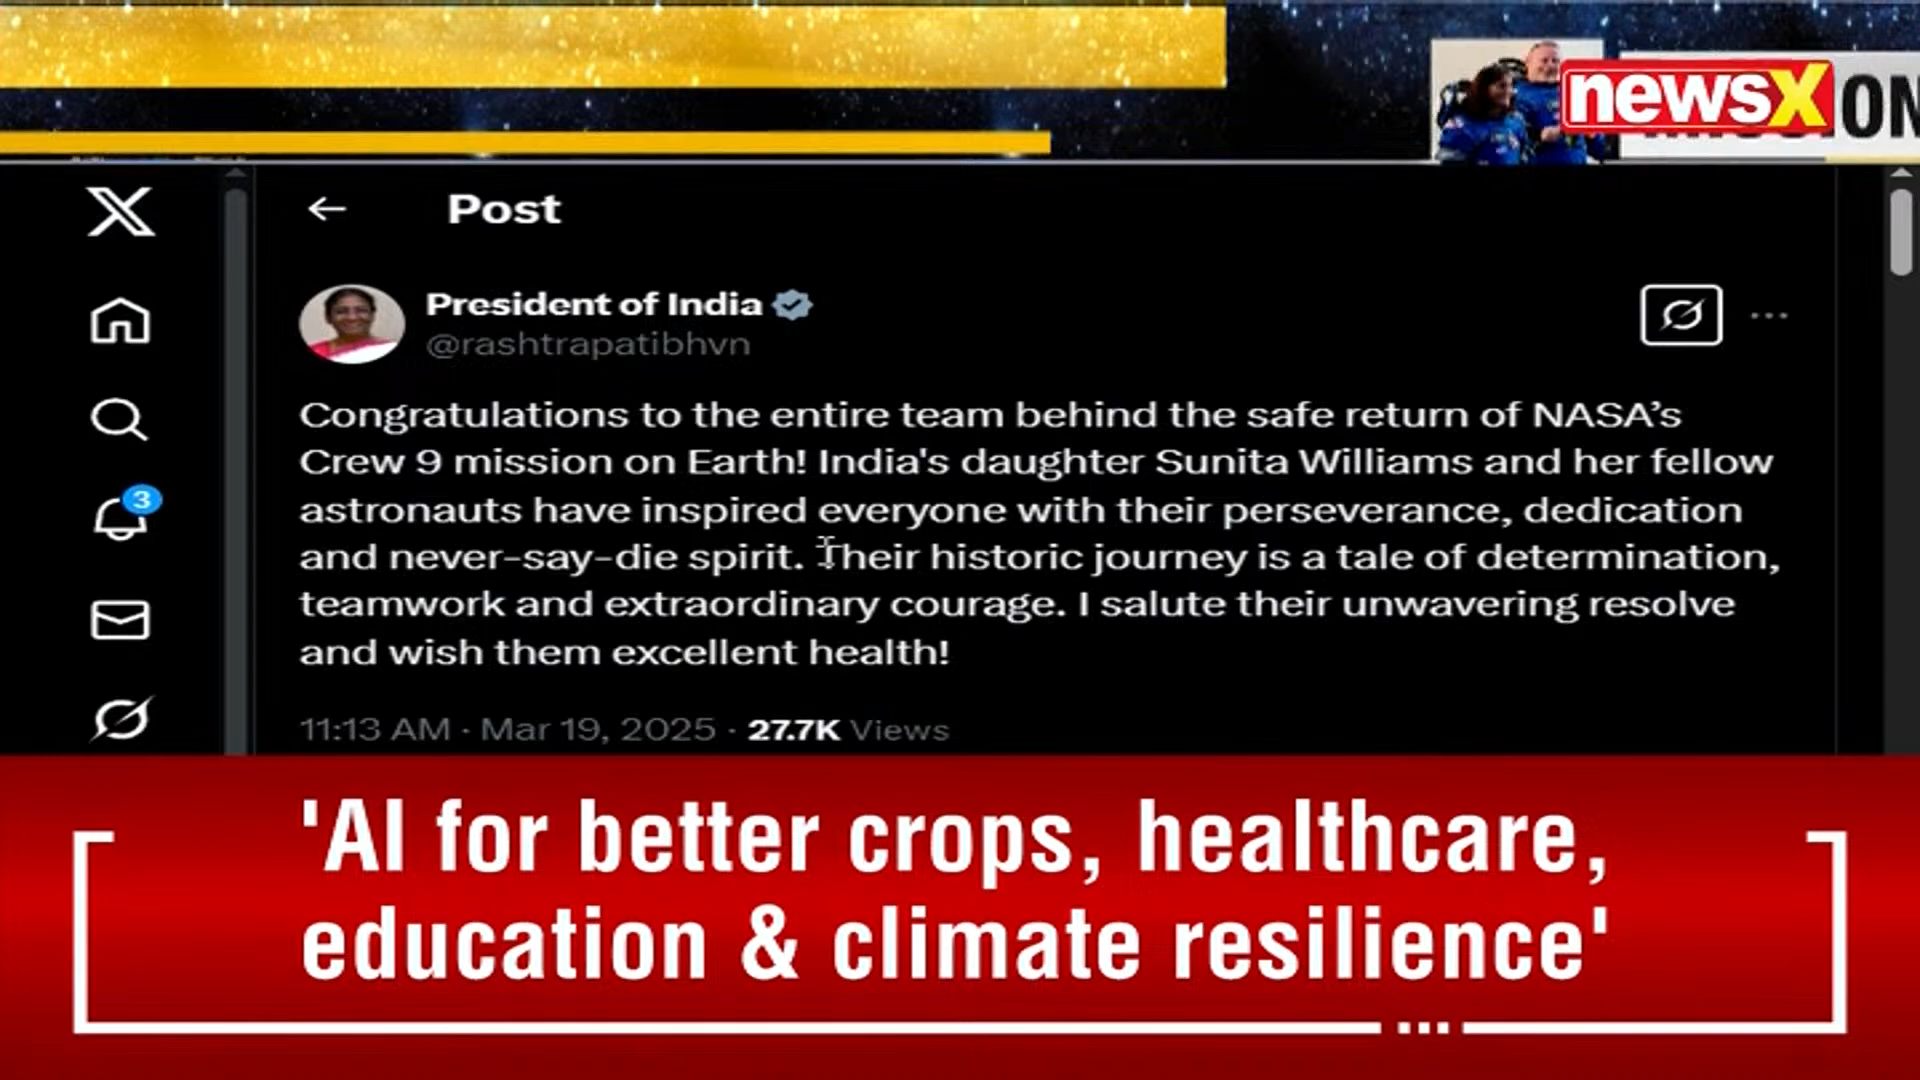 newsX
ON
Post
President of India
@rashtrapatibhvn
Congratulations to the entire team behind the safe return of NASA’s
Crew 9 mission on Earth! India's daughter Sunita Williams and her fellow
astronauts have inspired everyone with their perseverance, dedication
and never-say-die spirit. Their historic journey is a tale of determination,
teamwork and extraordinary courage. I salute their unwavering resolve
and wish them excellent health!
3
11:13 AM · Mar 19, 2025 · 27.7K Views
'AI for better crops, healthcare,
education & climate resilience'